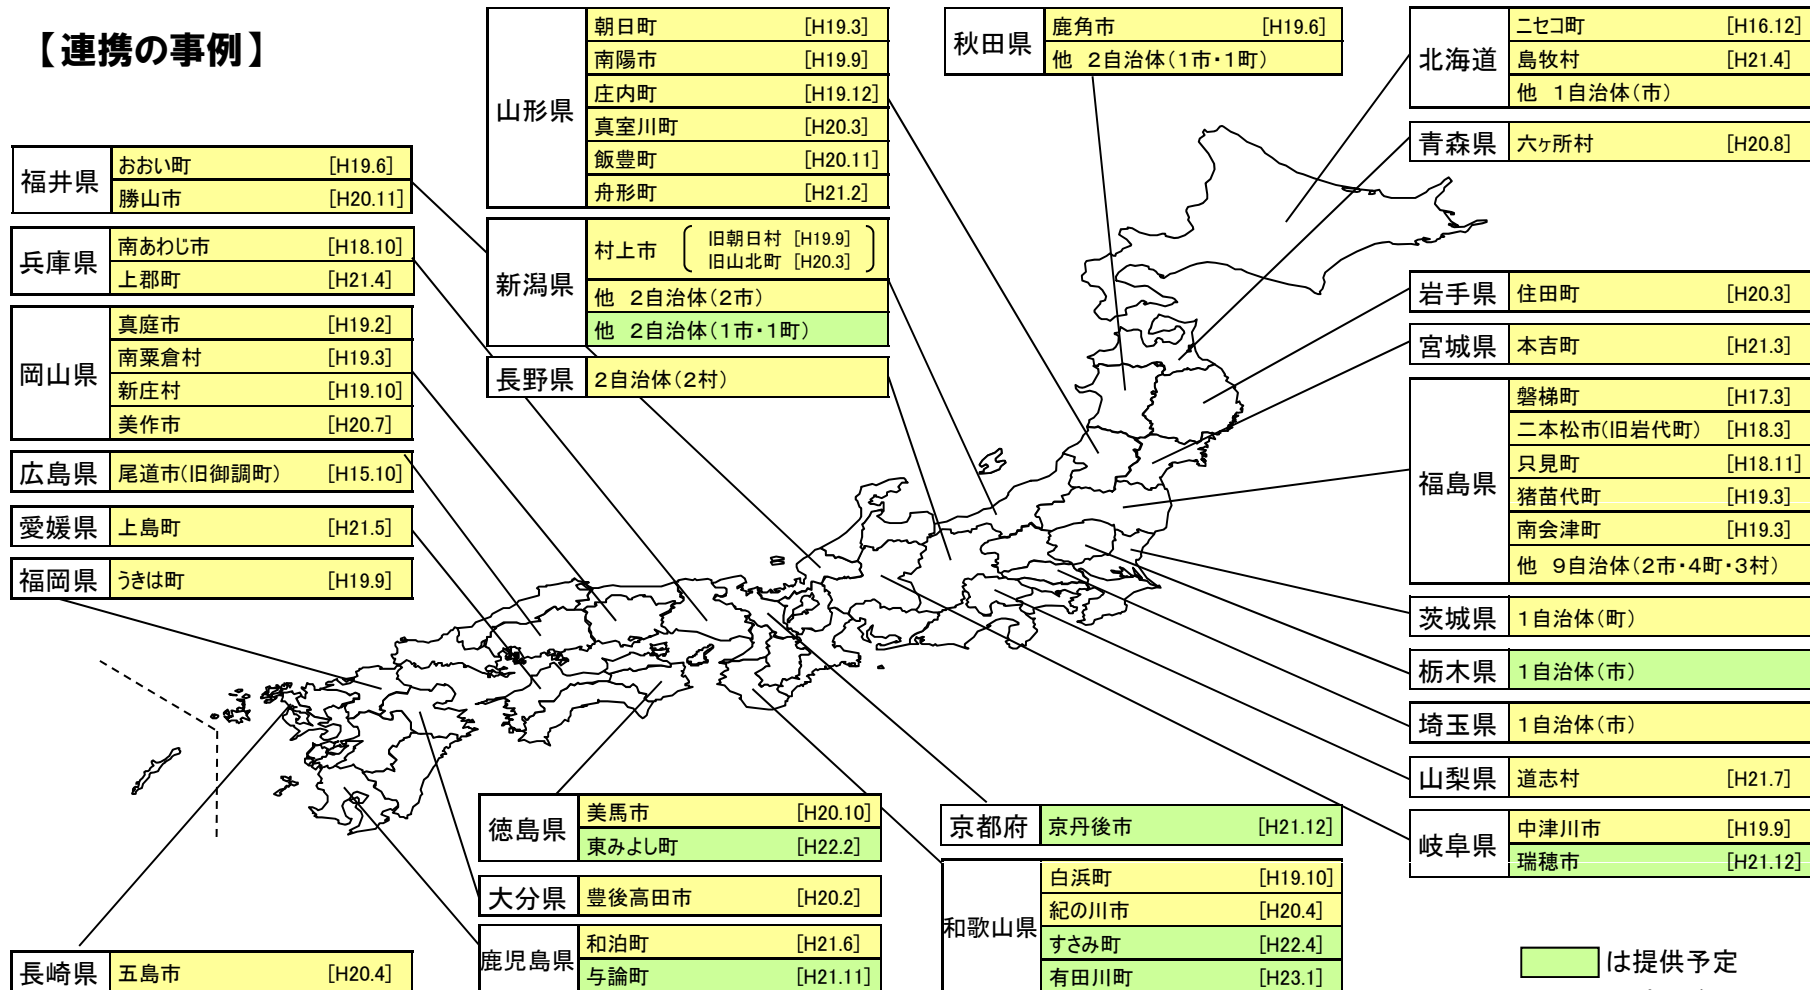 【連携の事例】
福井県
おおい町 [H19.6]
勝山市 [H20.11]
兵庫県
南あわじ市 [H18.10]
上郡町 [H21.4]
岡山県
真庭市 [H19.2]
南粟倉村 [H19.3]
新庄村 [H19.10]
美作市 [H20.7]
広島県
尾道市(旧御調町) [H15.10]
愛媛県
上島町 [H21.5]
福岡県
うきは町 [H19.9]
山形県
朝日町 [H19.3]
南陽市 [H19.9]
庄内町 [H19.12]
真室川町 [H20.3]
飯豊町 [H20.11]
舟形町 [H21.2]
新潟県
村上市
旧朝日村 [H19.9]
旧山北町 [H20.3]
他 2自治体(2市)
他 2自治体(1市・1町)
長野県
2自治体(2村)
秋田県
鹿角市 [H19.6]
他 2自治体(1市・1町)
北海道
ニセコ町 [H16.12]
島牧村 [H21.4]
他 1自治体(市)
青森県
六ヶ所村 [H20.8]
岩手県
住田町 [H20.3]
宮城県
本吉町 [H21.3]
福島県
磐梯町 [H17.3]
二本松市(旧岩代町) [H18.3]
只見町 [H18.11]
猪苗代町 [H19.3]
南会津町 [H19.3]
他 9自治体(2市・4町・3村)
茨城県
1自治体(町)
栃木県
1自治体(市)
埼玉県
1自治体(市)
山梨県
道志村 [H21.7]
岐阜県
中津川市 [H19.9]
瑞穂市 [H21.12]
徳島県
美馬市 [H20.10]
東みよし町 [H22.2]
大分県
豊後高田市 [H20.2]
鹿児島県
和泊町 [H21.6]
与論町 [H21.11]
長崎県
五島市 [H20.4]
京都府
京丹後市 [H21.12]
和歌山県
白浜町 [H19.10]
紀の川市 [H20.4]
すさみ町 [H22.4]
有田川町 [H23.1]
は提供予定